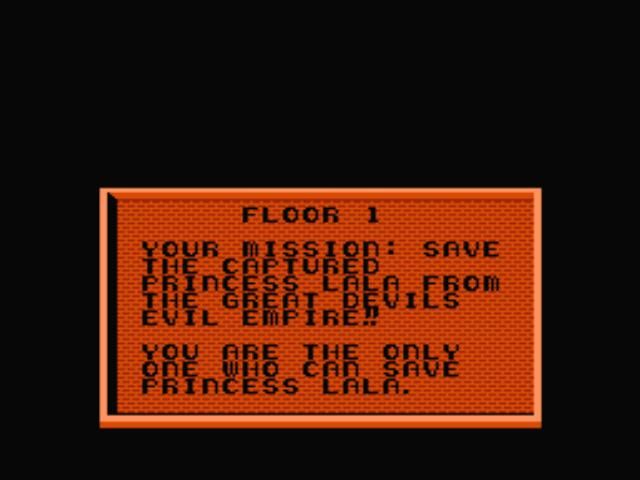 FLOOR 1
YOUR MISSION: SAVE
THE CAPTURED
PRINCESS LALA FROM
THE GREAT DEVILS
EVIL EMPIRE!!
YOU ARE THE ONLY
ONE WHO CAN SAVE
PRINCESS LALA.